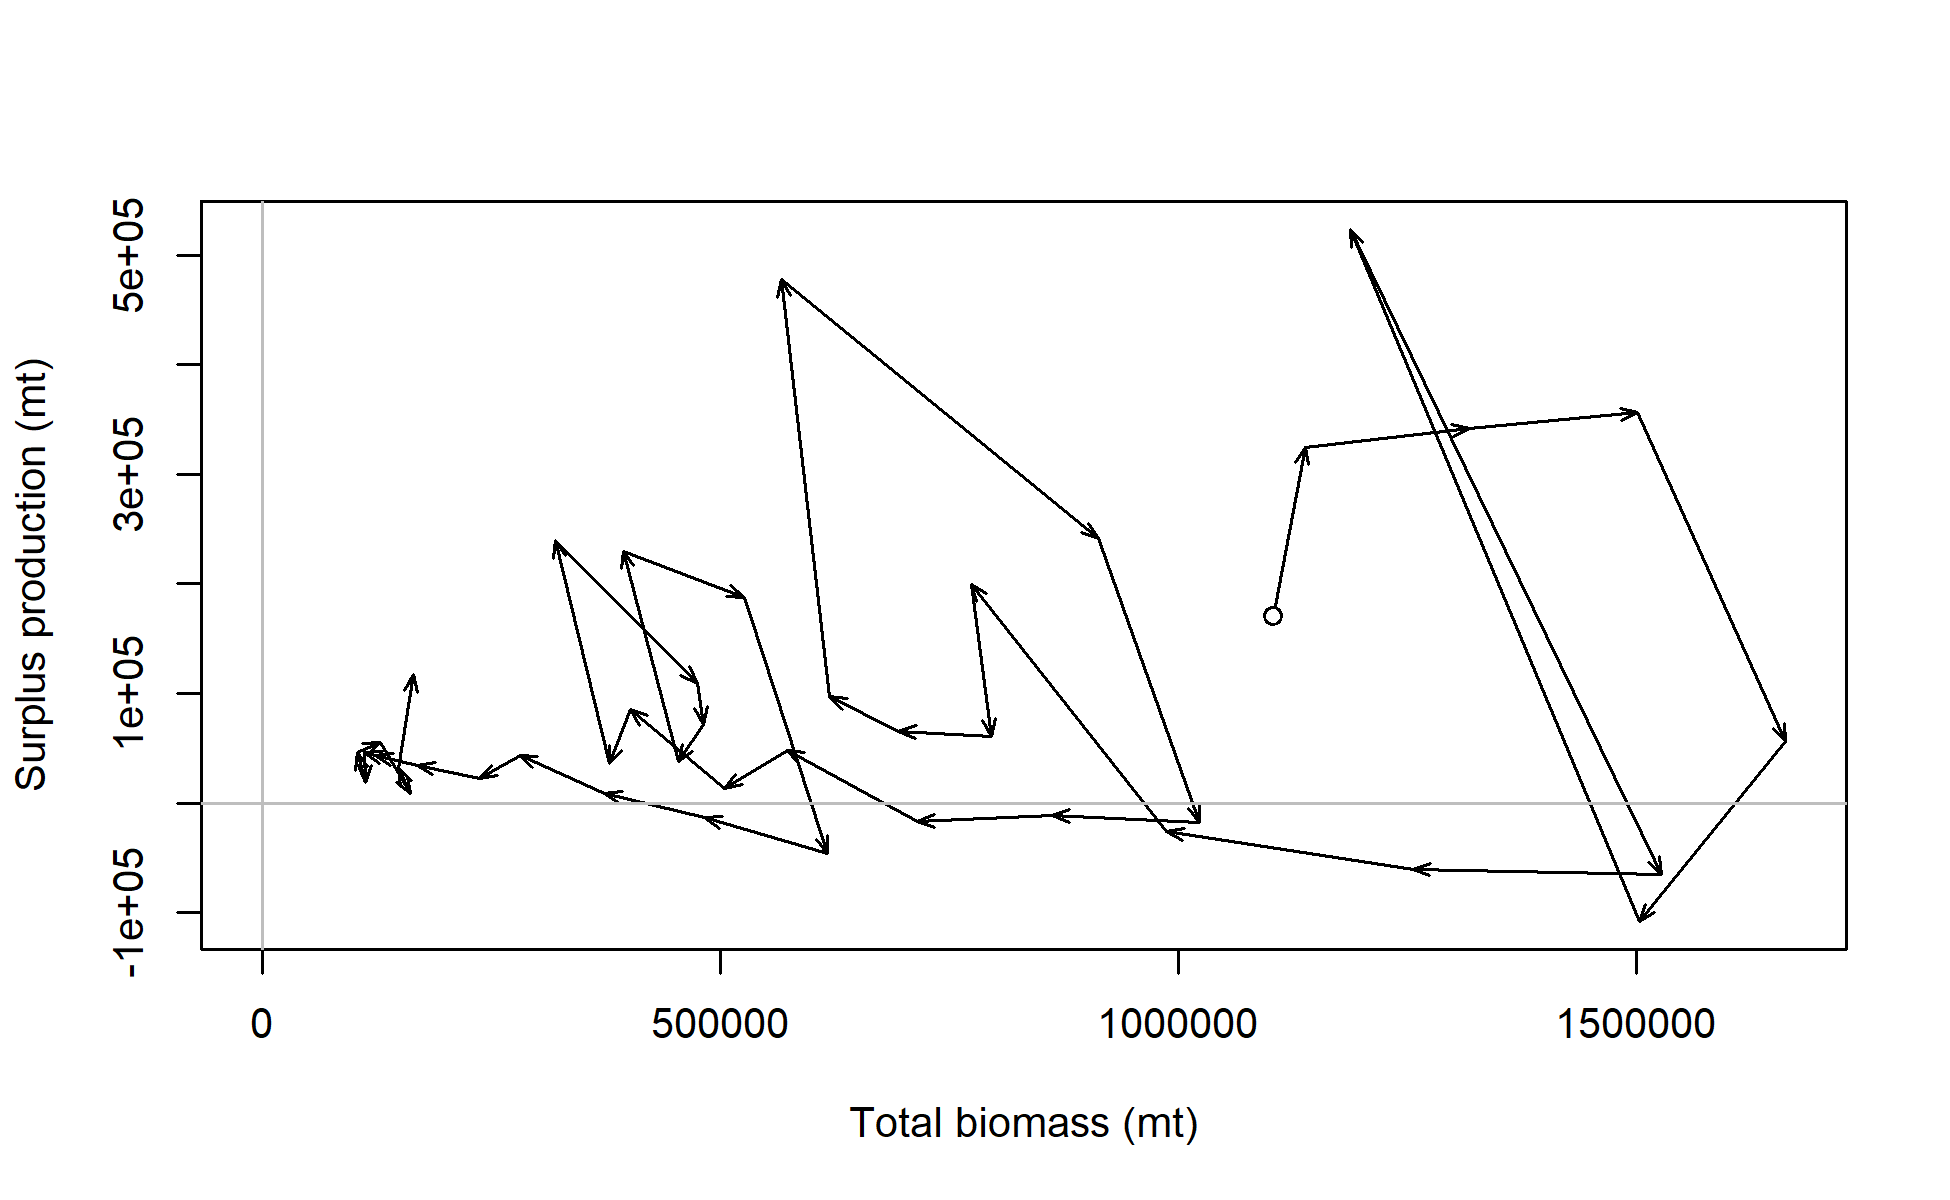 Surplus production (mt)
5e+05
3e+05
1e+05
-1e+05
0 500000 1000000 1500000
Total biomass (mt)